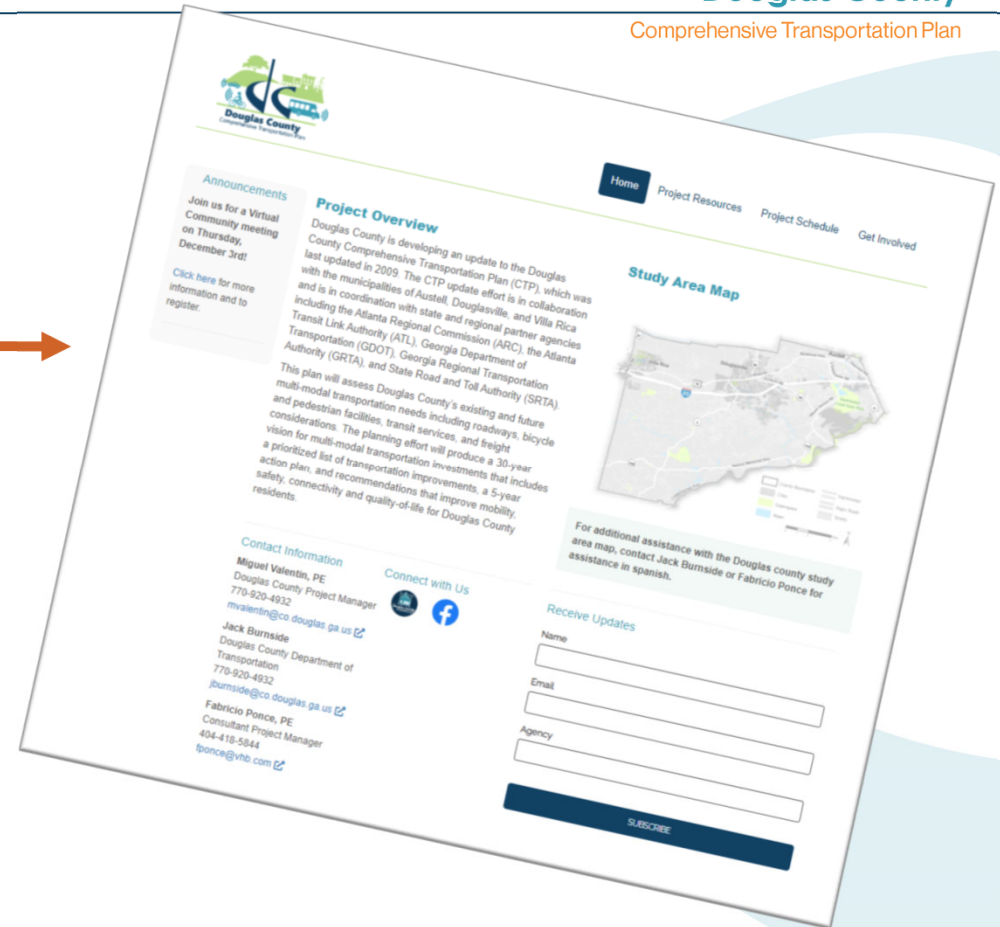 Douglas County
Comprehensive Transportation Plan
dc
Douglas County
Comprehensive Transportation Plan
Home
Project Resources
Project Schedule
Get Involved
Announcements
Join us for a Virtual
Community meeting
on Thursday,
December 3rd!
Click here for more
information and to
register.
Project Overview
Douglas County is developing an update to the Douglas
County Comprehensive Transportation Plan (CTP), which was
last updated in 2009. The CTP update effort is in collaboration
with the municipalities of Austell, Douglasville, and Villa Rica
and is in coordination with state and regional partner agencies
including the Atlanta Regional Commission (ARC), the Atlanta
Transit Link Authority (ATL), Georgia Department of
Transportation (GDOT), Georgia Regional Transportation
Authority (GRTA), and State Road and Toll Authority (SRTA).
This plan will assess Douglas County's existing and future
multi-modal transportation needs including roadways, bicycle
and pedestrian facilities, transit services, and freight
considerations. The planning effort will produce a 30-year
vision for multi-modal transportation investments that includes
a prioritized list of transportation improvements, a 5-year
action plan, and recommendations that improve mobility,
safety, connectivity and quality-of-life for Douglas County
residents.
Study Area Map
For additional assistance with the Douglas county study
area map, contact Jack Burnside or Fabricio Ponce for
assistance in spanish.
Contact Information
Miguel Valentin, PE
Douglas County Project Manager
770-920-4932
mvalentin@co.douglas.ga.us
Jack Burnside
Douglas County Department of
Transportation
770-920-4932
jburnside@co.douglas.ga.us
Fabricio Ponce, PE
Consultant Project Manager
404-418-5844
fponce@vhb.com
Connect with Us
Receive Updates
Name
Email
Agency
SUBSCRIBE